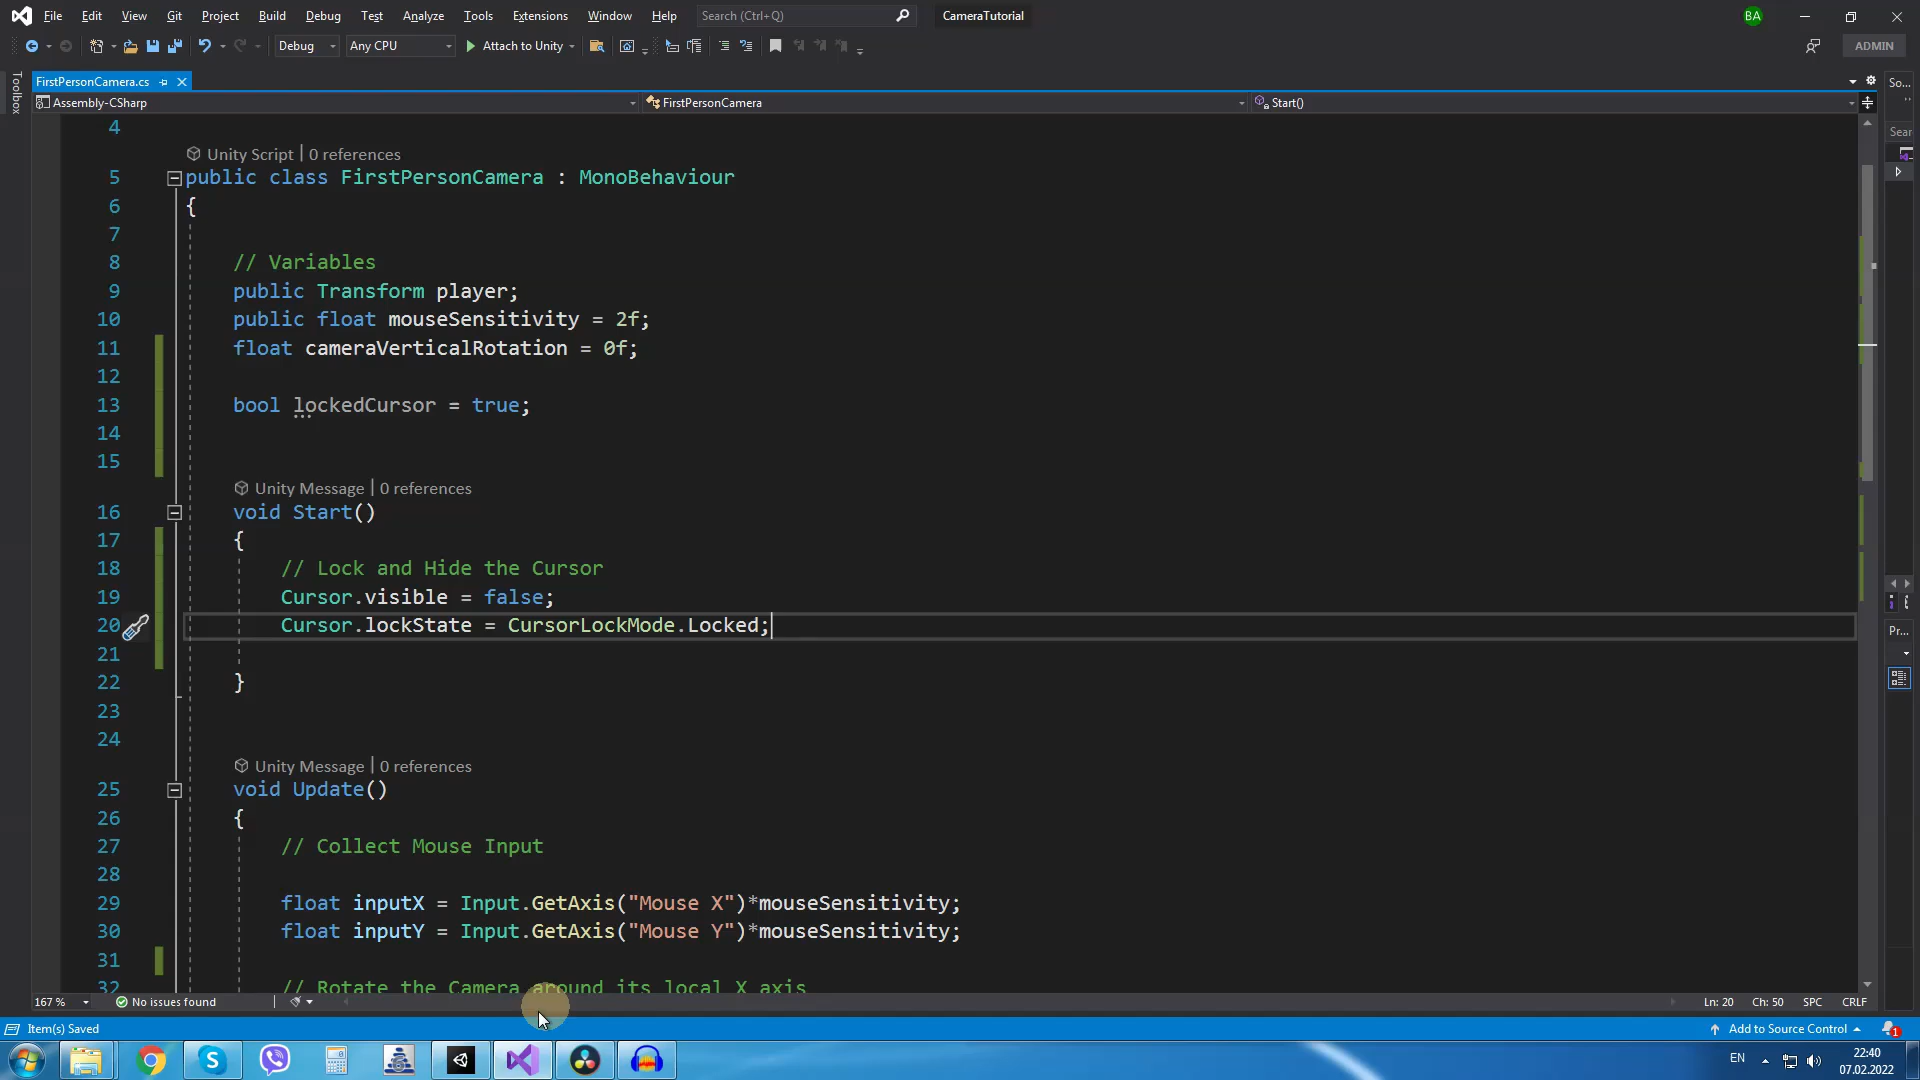 File Edit View Git Project Build Debug Test Analyze Tools Extensions Window Help Search (Ctrl+Q) CameraTutorial BA
Debug Any CPU Attach to Unity ADMIN
Toolbox
FirstPersonCamera.cs So...
Assembly-CSharp FirstPersonCamera Start()
Sear
4
Unity Script | 0 references
5 public class FirstPersonCamera : MonoBehaviour
6 {
7
8 // Variables
9 public Transform player;
10 public float mouseSensitivity = 2f;
11 float cameraVerticalRotation = 0f;
12
13 bool lockedCursor = true;
14
15
Unity Message | 0 references
16 void Start()
17 {
18 // Lock and Hide the Cursor
19 Cursor.visible = false;
20 Cursor.lockState = CursorLockMode.Locked;
Pr...
21
22 }
23
24
Unity Message | 0 references
25 void Update()
26 {
27 // Collect Mouse Input
28
29 float inputX = Input.GetAxis("Mouse X")*mouseSensitivity;
30 float inputY = Input.GetAxis("Mouse Y")*mouseSensitivity;
31
32 // Rotate the Camera around its local X axis
167 % No issues found Ln: 20 Ch: 50 SPC CRLF
Item(s) Saved Add to Source Control 1
EN 22:40
07.02.2022